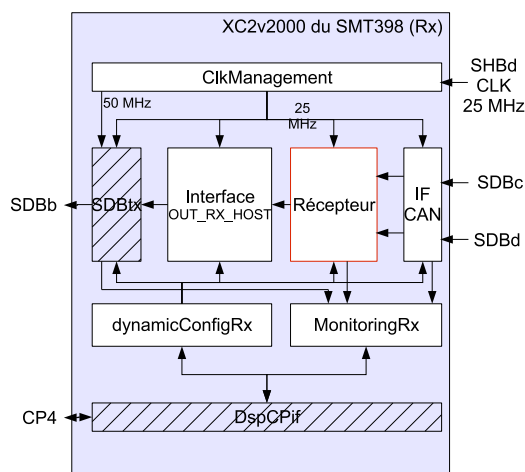 XC2v2000 du SMT398 (Rx)
ClkManagement
SHBd
CLK
25 MHz
50 MHz
25
MHz
SDBb
SDBtx
Interface
OUT_RX_HOST
Récepteur
IF
CAN
SDBc
SDBd
dynamicConfigRx
MonitoringRx
CP4
DspCPif